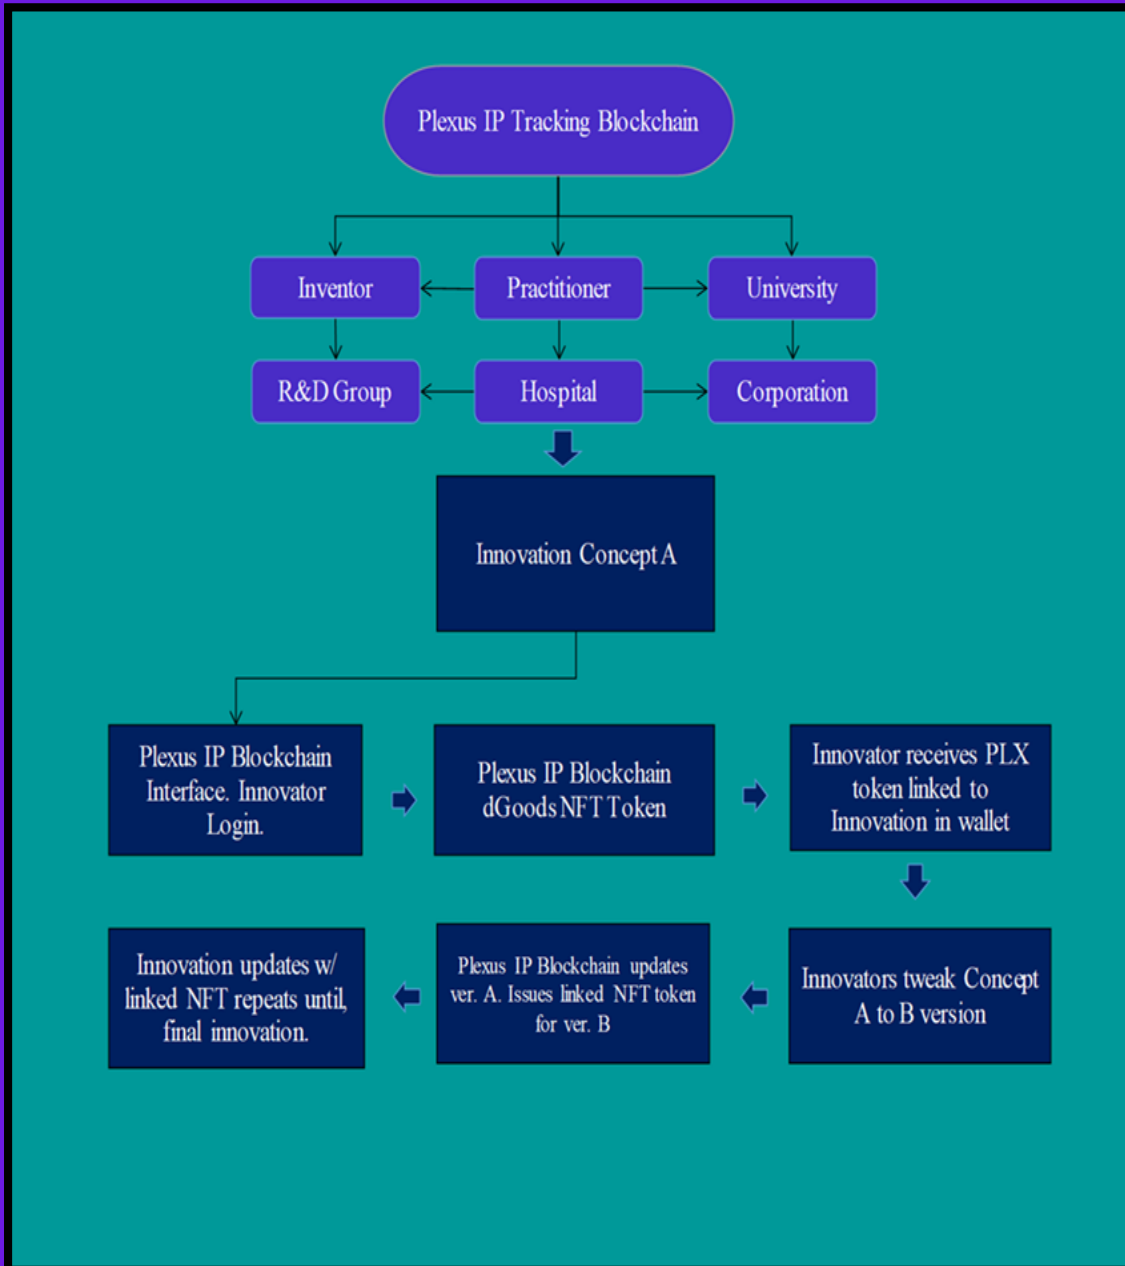 Plexus IP Tracking Blockchain
Inventor
Practitioner
University
R&D Group
Hospital
Corporation
Innovation Concept A
Plexus IP Blockchain
Interface. Innovator
Login.
Plexus IP Blockchain
dGoods NFT Token
Innovator receives PLX
token linked to
Innovation in wallet
Innovators tweak Concept
A to B version
Plexus IP Blockchain updates
ver. A. Issues linked NFT token
for ver. B
Innovation updates w/
linked NFT repeats until,
final innovation.